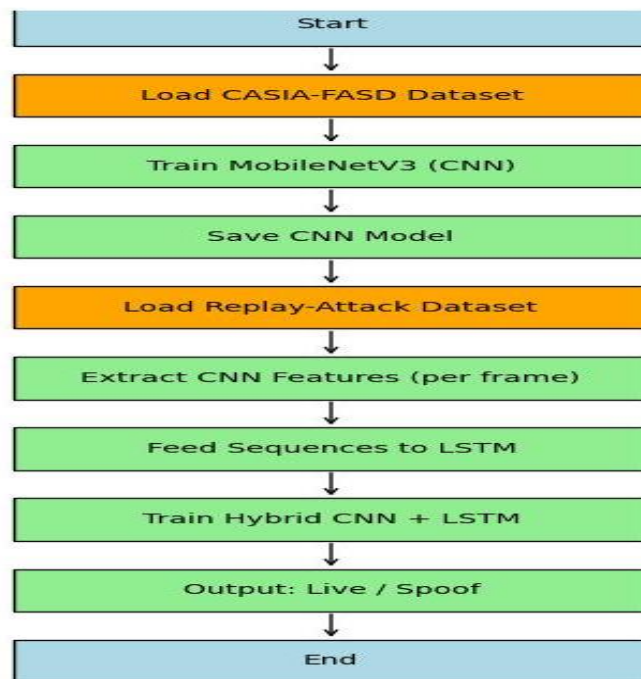 Start
Load CASIA-FASD Dataset
Train MobileNetV3 (CNN)
Save CNN Model
Load Replay-Attack Dataset
Extract CNN Features (per frame)
Feed Sequences to LSTM
Train Hybrid CNN + LSTM
Output: Live / Spoof
End